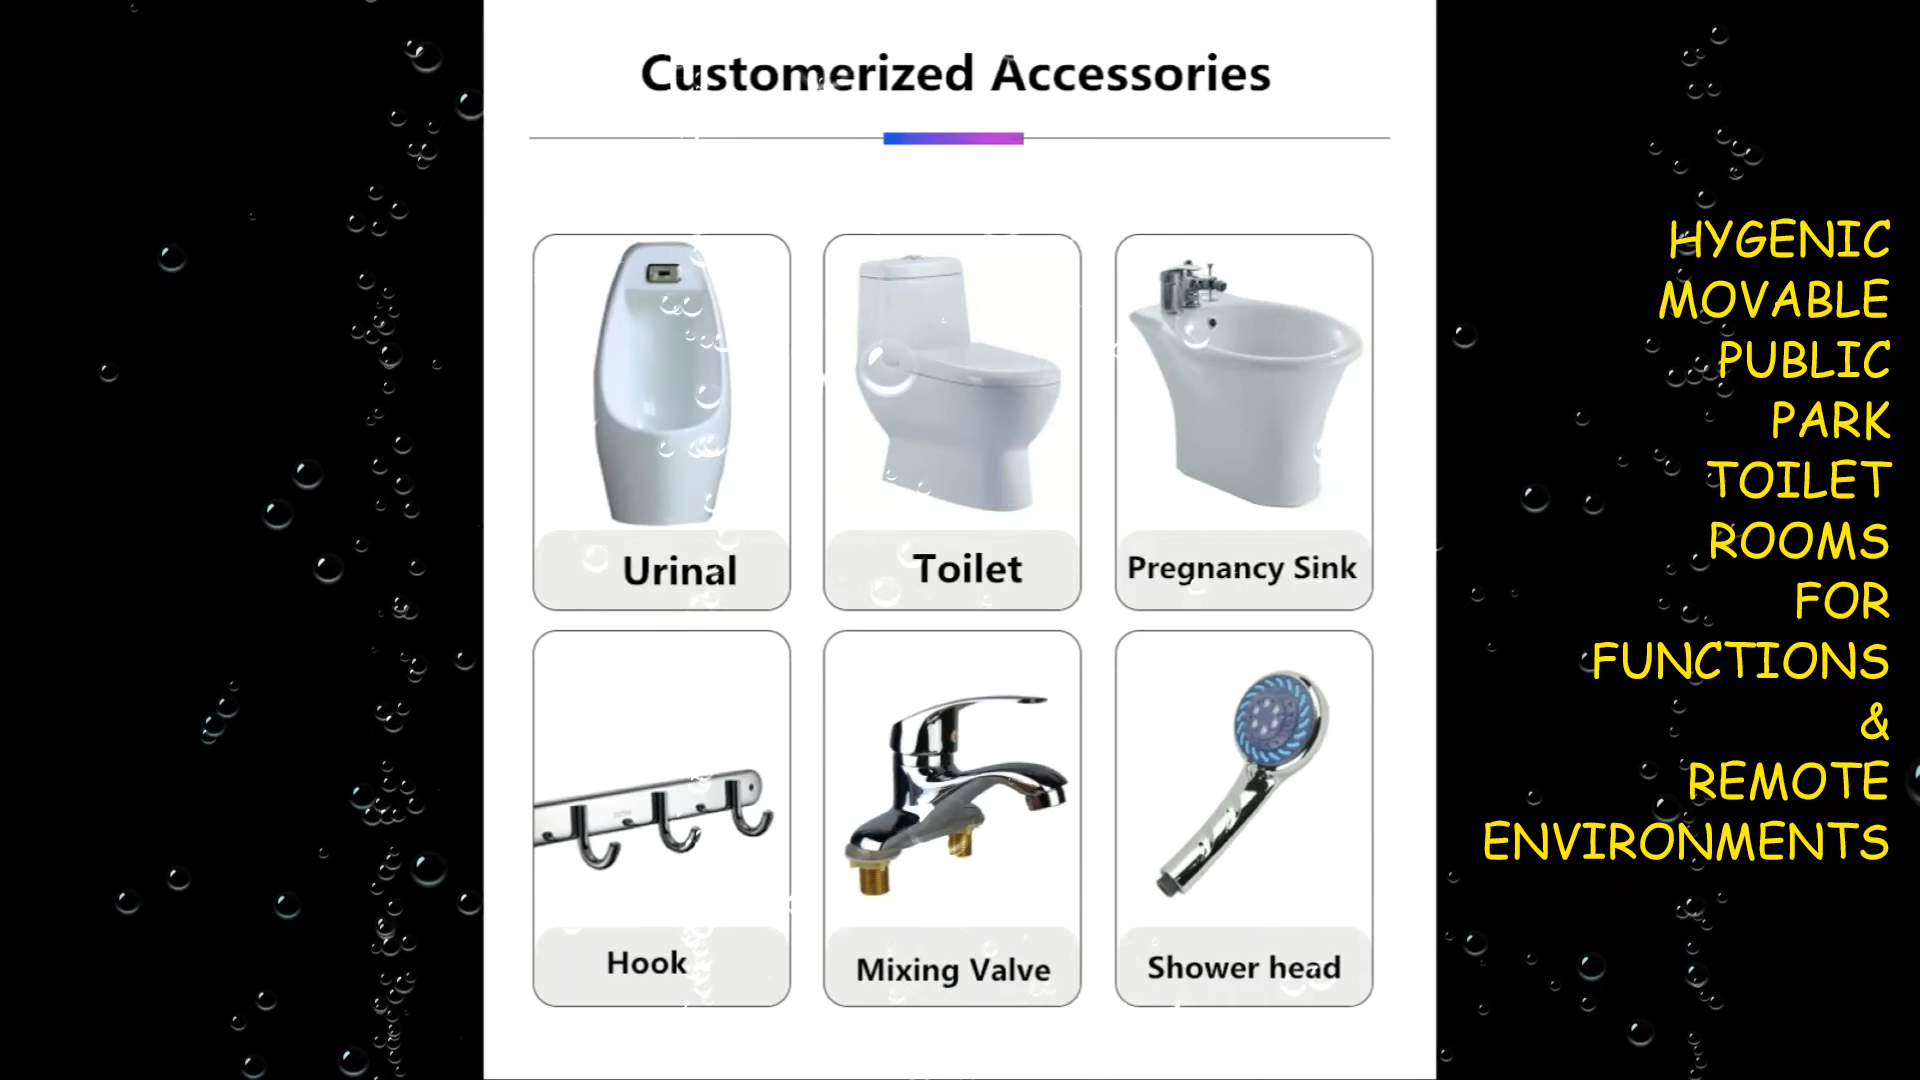 Customerized Accessories
Urinal
Toilet
Pregnancy Sink
Hook
Mixing Valve
Shower head
HYGENIC
MOVABLE
PUBLIC
PARK
TOILET
ROOMS
FOR
FUNCTIONS
&
REMOTE
ENVIRONMENTS